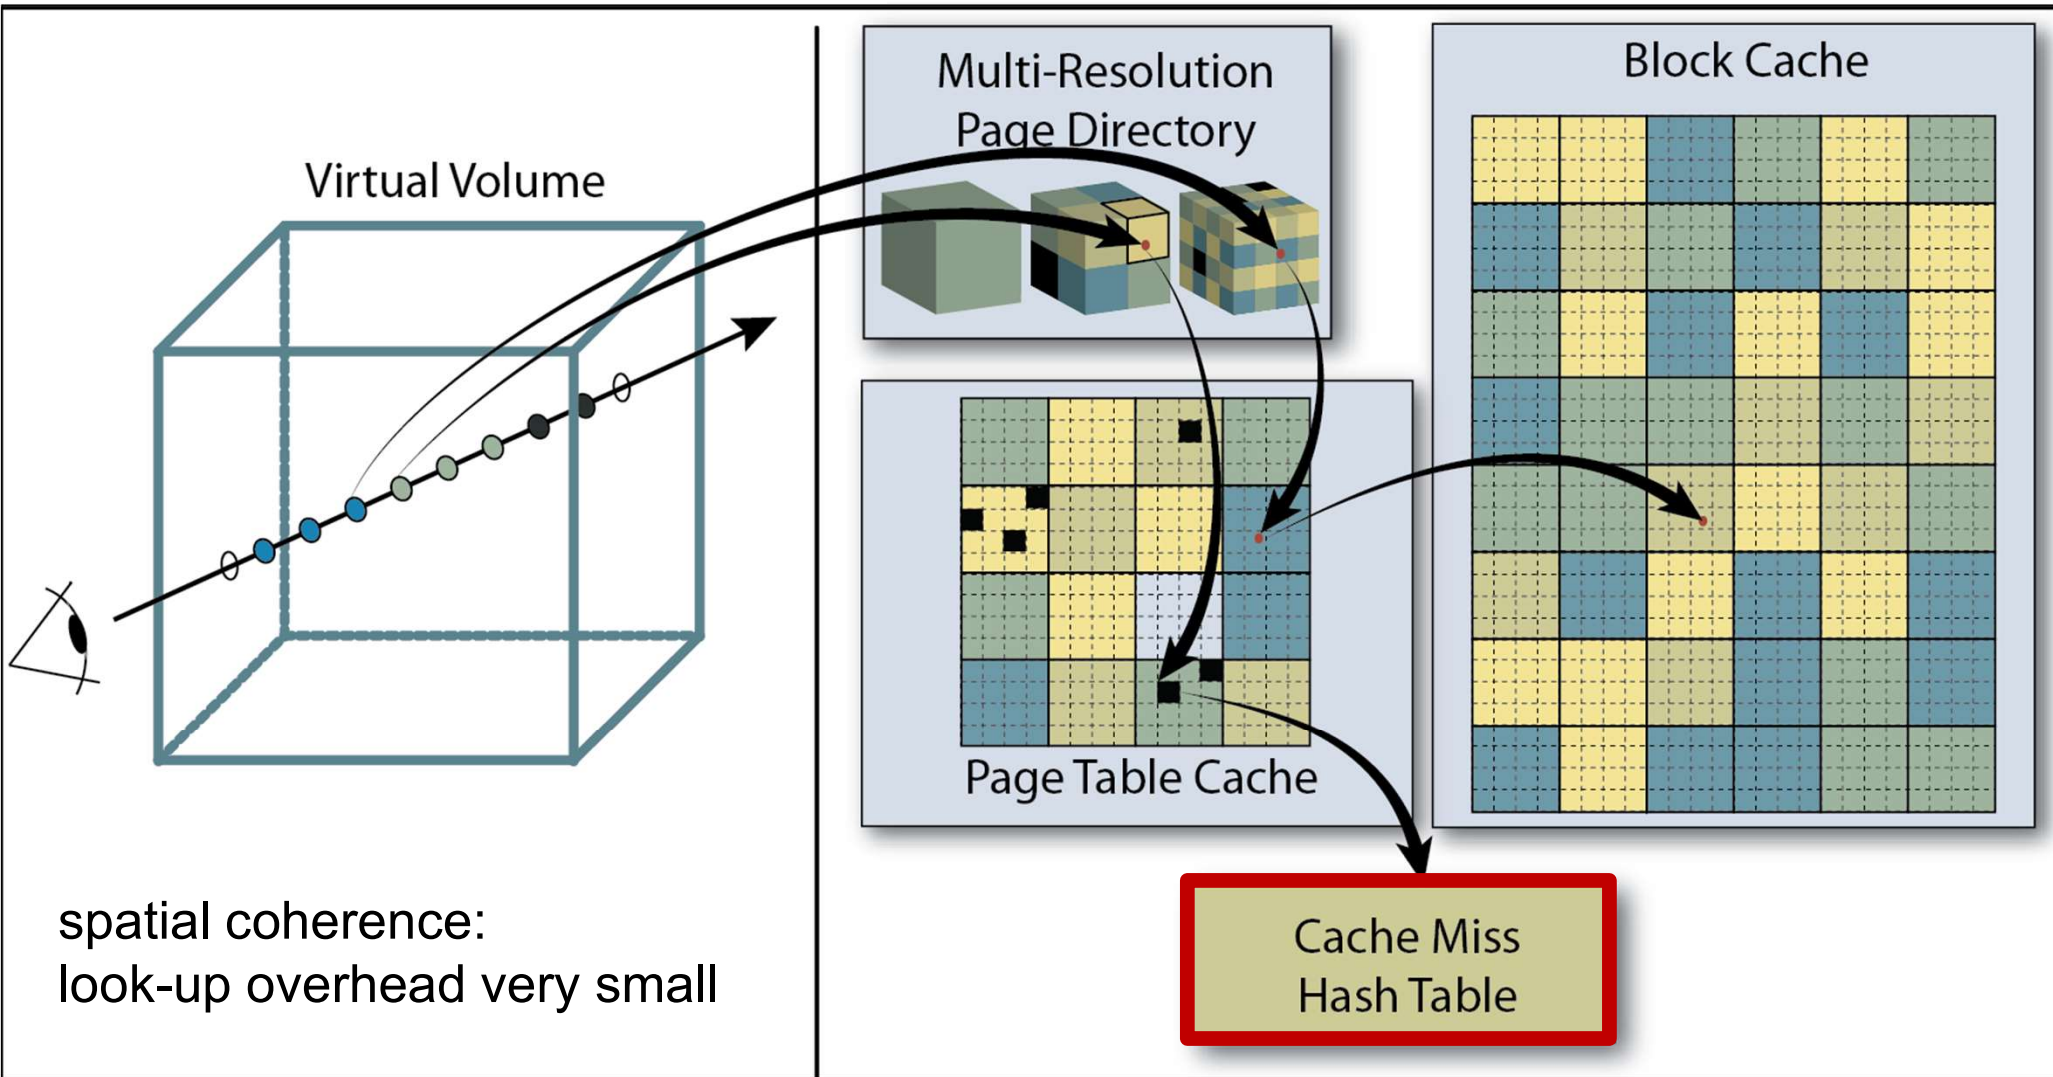 Virtual Volume
spatial coherence:
look-up overhead very small
Multi-Resolution
Page Directory
Page Table Cache
Block Cache
Cache Miss
Hash Table